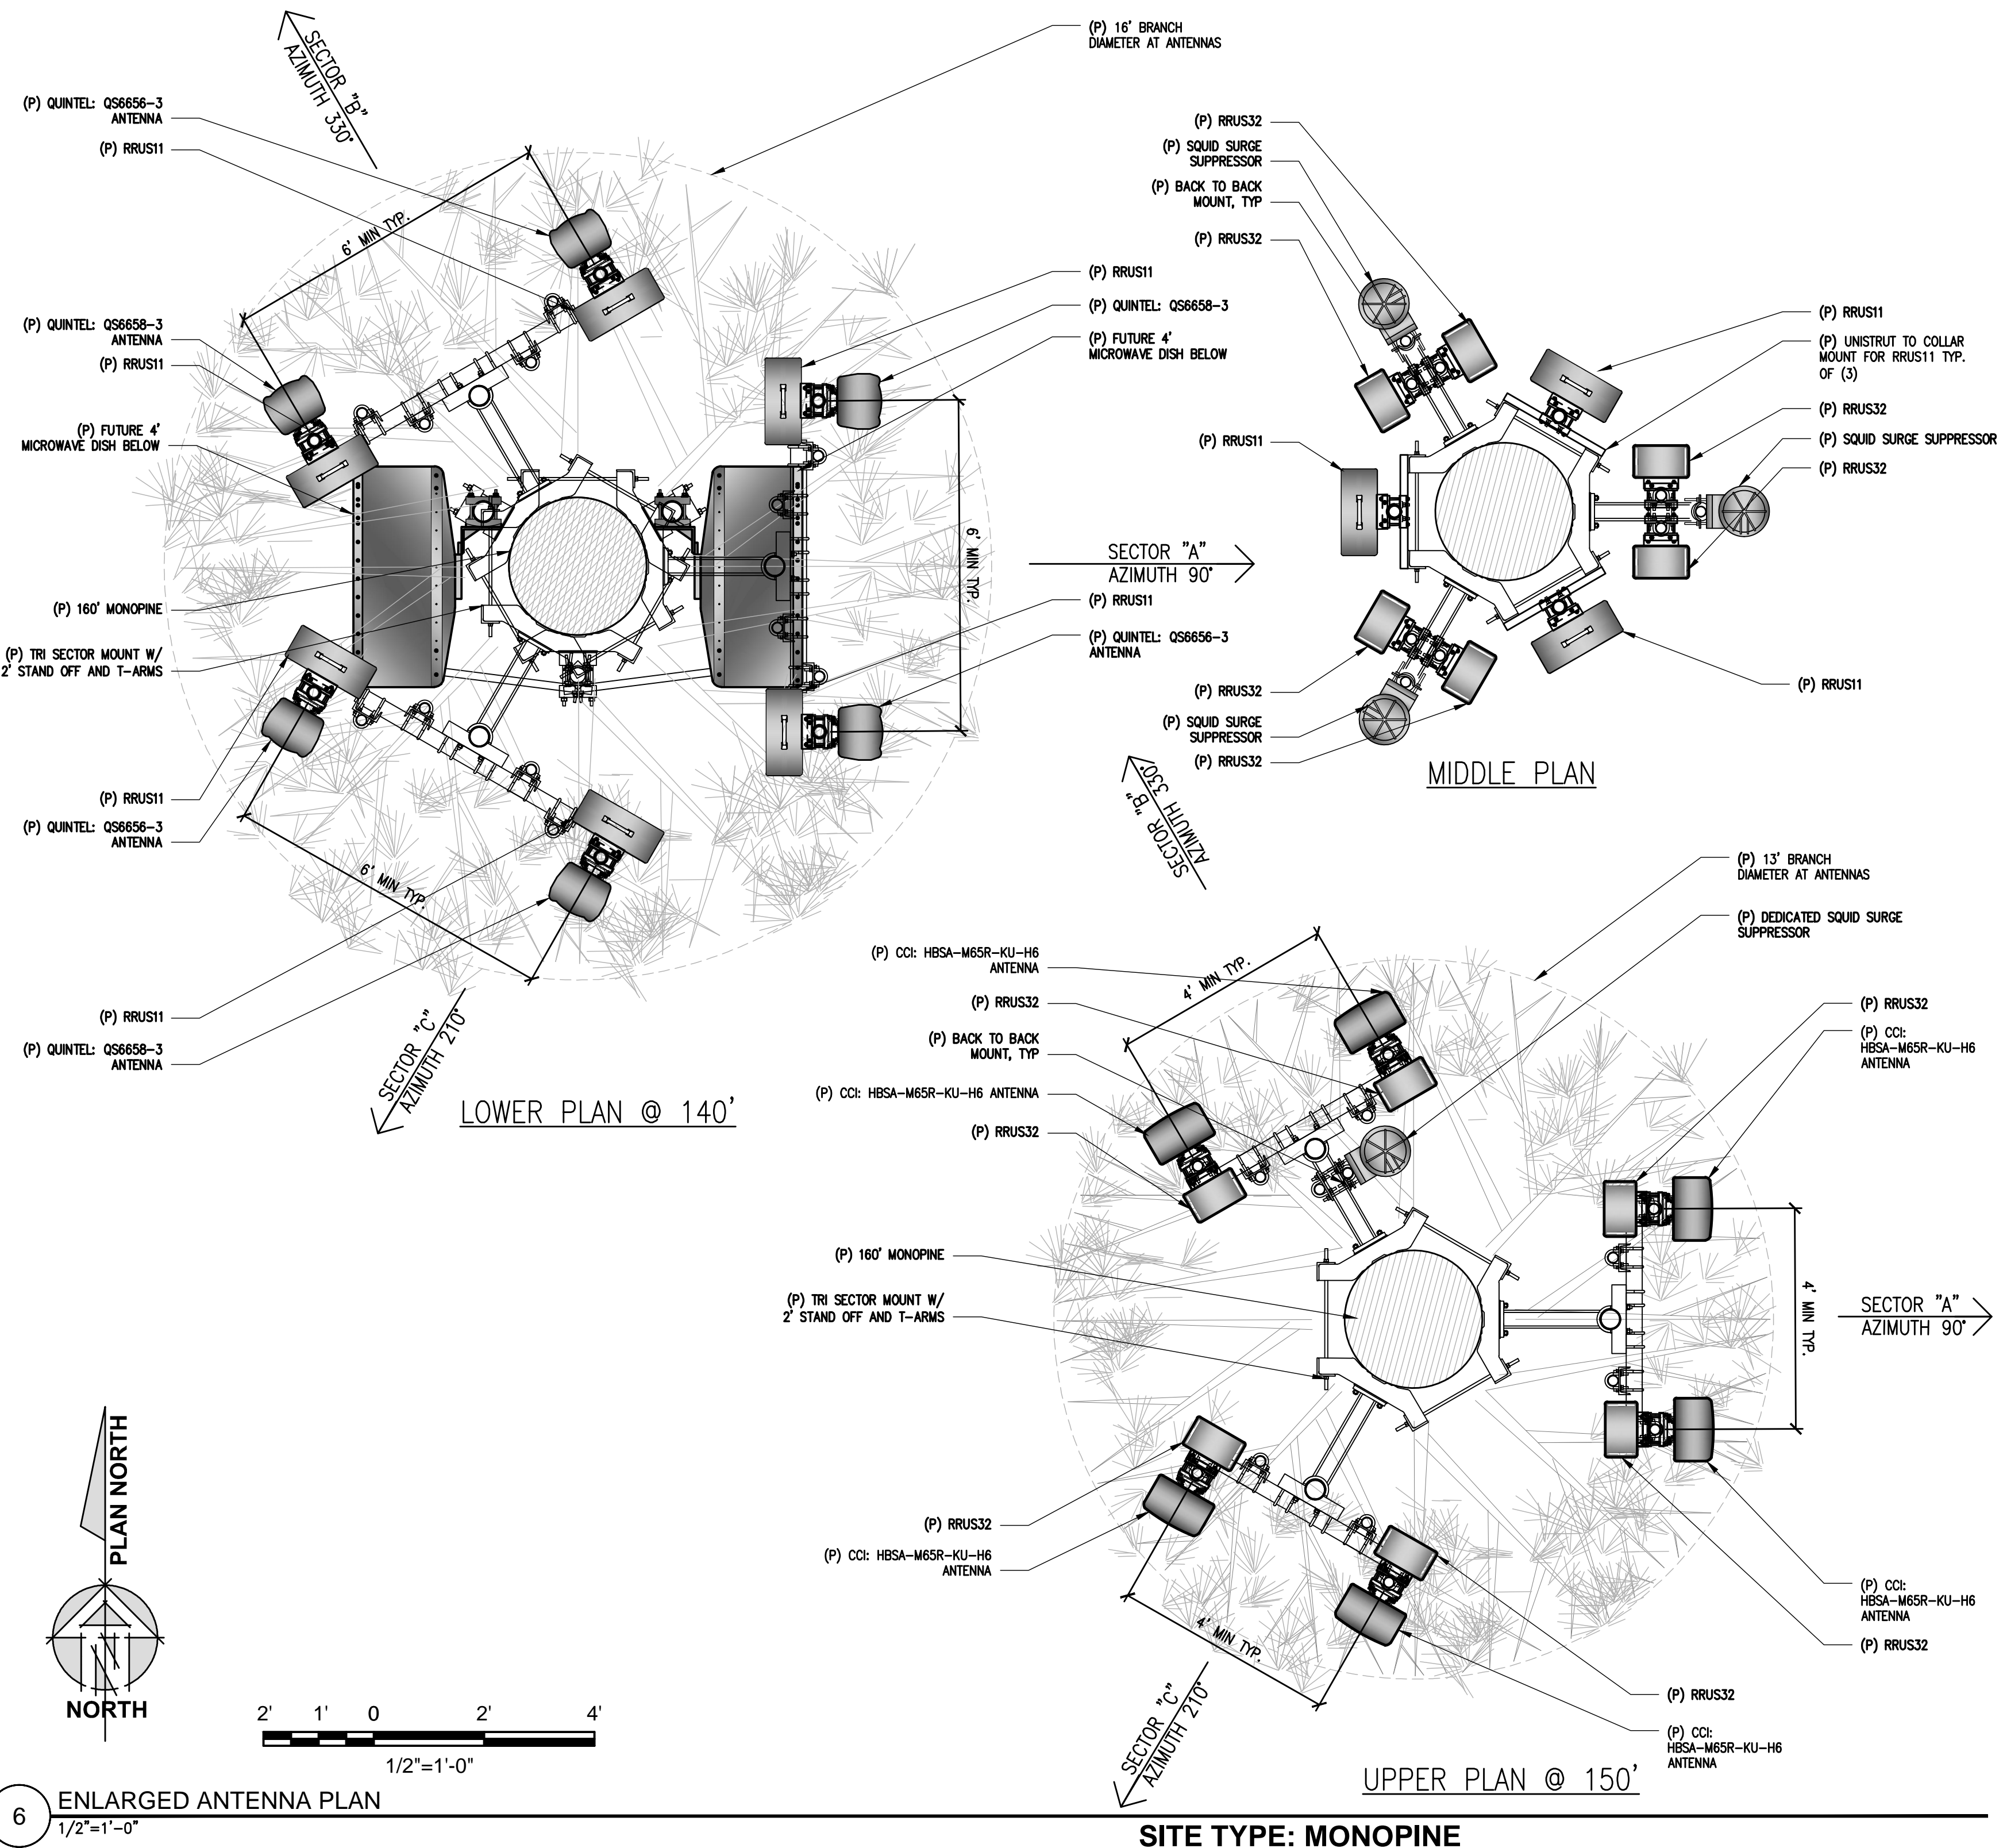 SECTOR "B"
AZIMUTH 330°
(P) 16' BRANCH
DIAMETER AT ANTENNAS
(P) QUINTEL: QS6656-3
ANTENNA
(P) RRUS11
6' MIN TYP.
(P) QUINTEL: QS6658-3
ANTENNA
(P) RRUS11
(P) FUTURE 4'
MICROWAVE DISH BELOW
(P) 160' MONOPINE
(P) TRI SECTOR MOUNT W/
2' STAND OFF AND T-ARMS
(P) RRUS11
(P) QUINTEL: QS6656-3
ANTENNA
6' MIN TYP.
(P) RRUS11
(P) QUINTEL: QS6658-3
ANTENNA
(P) RRUS11
(P) QUINTEL: QS6658-3
(P) FUTURE 4'
MICROWAVE DISH BELOW
6' MIN TYP.
SECTOR "A"
AZIMUTH 90°
(P) RRUS11
(P) QUINTEL: QS6656-3
ANTENNA
SECTOR "C"
AZIMUTH 210°
LOWER PLAN @ 140'
(P) RRUS32
(P) SQUID SURGE
SUPPRESSOR
(P) BACK TO BACK
MOUNT, TYP
(P) RRUS32
(P) RRUS11
(P) RRUS11
(P) UNISTRUT TO COLLAR
MOUNT FOR RRUS11 TYP.
OF (3)
(P) RRUS32
(P) SQUID SURGE SUPPRESSOR
(P) RRUS32
(P) RRUS32
(P) SQUID SURGE
SUPPRESSOR
(P) RRUS32
(P) RRUS11
MIDDLE PLAN
SECTOR "B"
AZIMUTH 330°
(P) 13' BRANCH
DIAMETER AT ANTENNAS
(P) DEDICATED SQUID SURGE
SUPPRESSOR
(P) CCI: HBSA-M65R-KU-H6
ANTENNA
4' MIN TYP.
(P) RRUS32
(P) BACK TO BACK
MOUNT, TYP
(P) CCI: HBSA-M65R-KU-H6 ANTENNA
(P) RRUS32
(P) RRUS32
(P) CCI:
HBSA-M65R-KU-H6
ANTENNA
(P) 160' MONOPINE
(P) TRI SECTOR MOUNT W/
2' STAND OFF AND T-ARMS
4' MIN TYP.
SECTOR "A"
AZIMUTH 90°
(P) RRUS32
(P) CCI: HBSA-M65R-KU-H6
ANTENNA
4' MIN TYP.
(P) CCI:
HBSA-M65R-KU-H6
ANTENNA
(P) RRUS32
(P) RRUS32
(P) CCI:
HBSA-M65R-KU-H6
ANTENNA
SECTOR "C"
AZIMUTH 210°
UPPER PLAN @ 150'
PLAN NORTH
NORTH
2' 1' 0 2' 4'
1/2"=1'-0"
6 ENLARGED ANTENNA PLAN
1/2"=1'-0"
SITE TYPE: MONOPINE